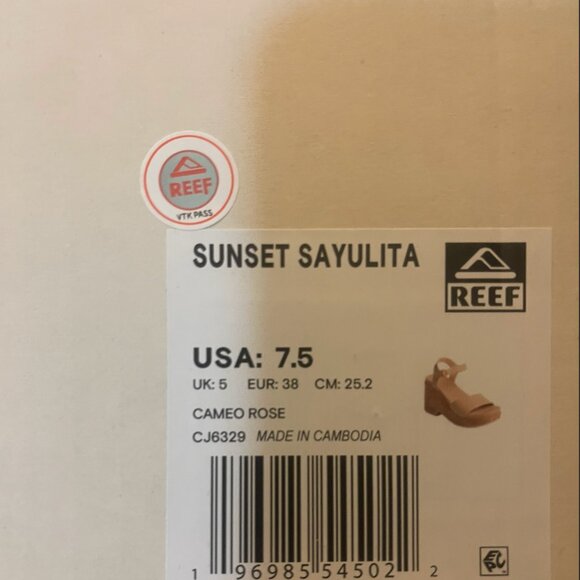 REEF
VTK PASS
SUNSET SAYULITA
REEF
USA: 7.5
UK: 5 EUR: 38 CM: 25.2
CAMEO ROSE
CJ6329 MADE IN CAMBODIA
1 96985 54502 2